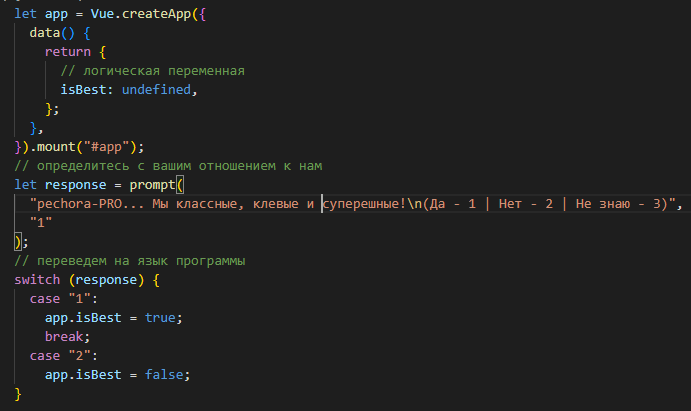 let app = Vue.createApp({
  data() {
    return {
      // логическая переменная
      isBest: undefined,
    };
  },
}).mount("#app");
// определитесь с вашим отношением к нам
let response = prompt(
  "pechora-PRO... Мы классные, клевые и суперешные!\n(Да - 1 | Нет - 2 | Не знаю - 3)",
  "1"
);
// переведем на язык программы
switch (response) {
  case "1":
    app.isBest = true;
    break;
  case "2":
    app.isBest = false;
}